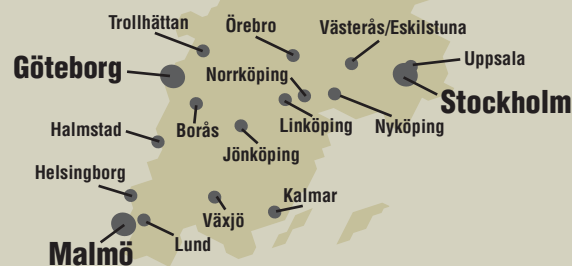 Trollhättan
Örebro
Västerås/Eskilstuna
Uppsala
Göteborg
Norrköping
Stockholm
Halmstad
Borås
Linköping
Nyköping
Jönköping
Helsingborg
Kalmar
Växjö
Malmö
Lund